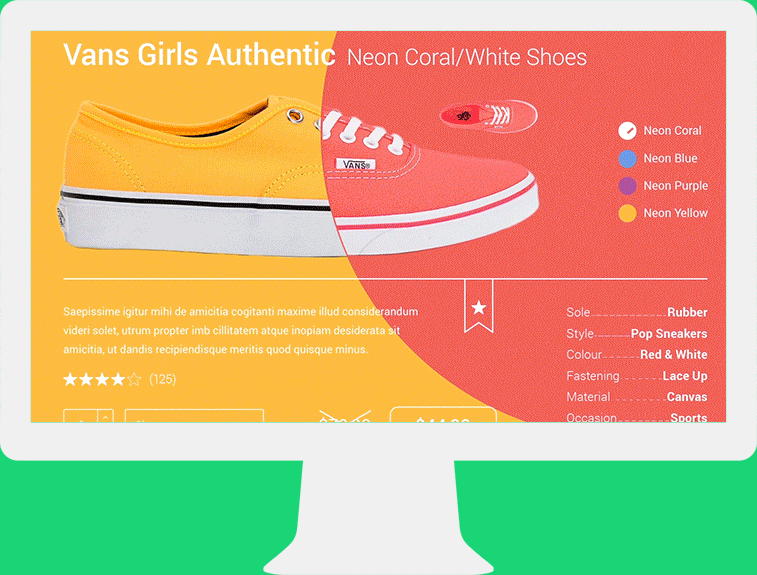 Vans Girls Authentic Neon Coral/White Shoes
VANS
Neon Coral
Neon Blue
Neon Purple
Neon Yellow
Saepissime igitur mihi de amicitia cogitanti maxime illud considerandum
videri solet, utrum propter imb cillitatem atque inopiam desiderata sit
amicitia, ut dandis recipiendisque meritis quod quisque minus.
★★★★☆ (125)
Sole Rubber
Style Pop Sneakers
Colour Red & White
Fastening Lace Up
Material Canvas
Occasion Sports